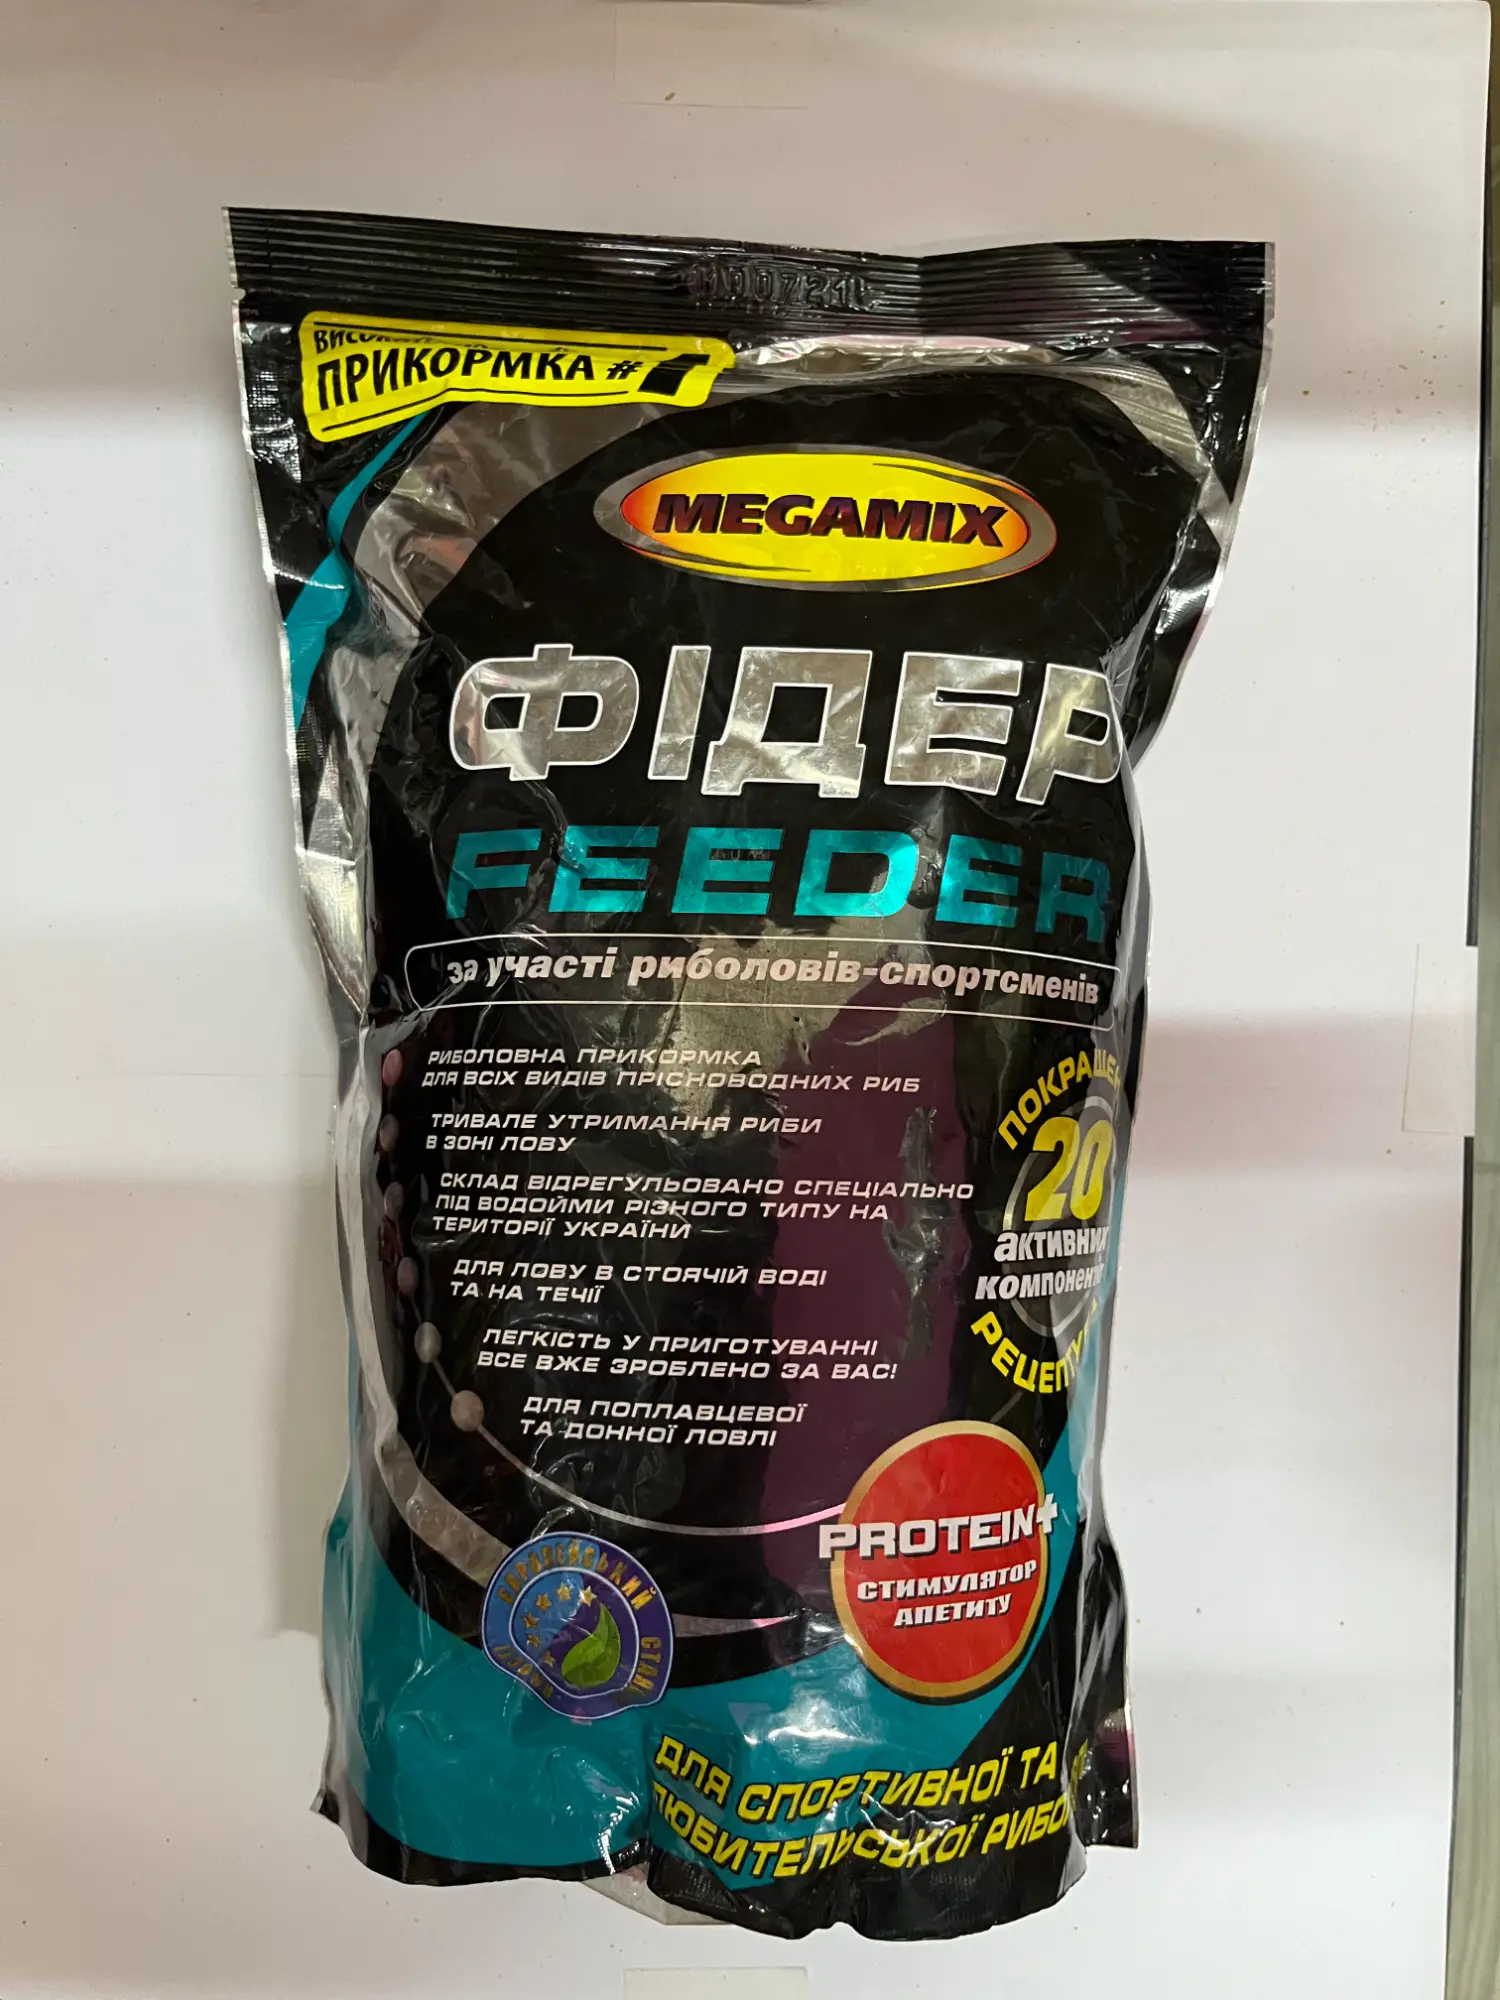 ПРИКОРМКА #1
MEGAMIX
ФІДЕР
FEEDER
за участі риболовів-спортсменів
РИБОЛОВНА ПРИКОРМКА
ДЛЯ ВСІХ ВИДІВ ПРІСНОВОДНИХ РИБ
ТРИВАЛЕ УТРИМАННЯ РИБИ
В ЗОНІ ЛОВУ
СКЛАД ВІДРЕГУЛЬОВАНО СПЕЦІАЛЬНО
ПІД ВОДОЙМИ РІЗНОГО ТИПУ НА
ТЕРИТОРІЇ УКРАЇНИ
ДЛЯ ЛОВУ В СТОЯЧІЙ ВОДІ
ТА НА ТЕЧІЇ
ЛЕГКІСТЬ У ПРИГОТУВАННІ
ВСЕ ВЖЕ ЗРОБЛЕНО ЗА ВАС!
ДЛЯ ПОПЛАВЦЕВОЇ
ТА ДОННОЇ ЛОВЛІ
20
PROTEIN+
СТИМУЛЯТОР
АПЕТИТУ
ЄВРОПЕЙСЬКИЙ
ДЛЯ СПОРТИВНОЇ ТА
ЛЮБИТЕЛЬСЬКОЇ